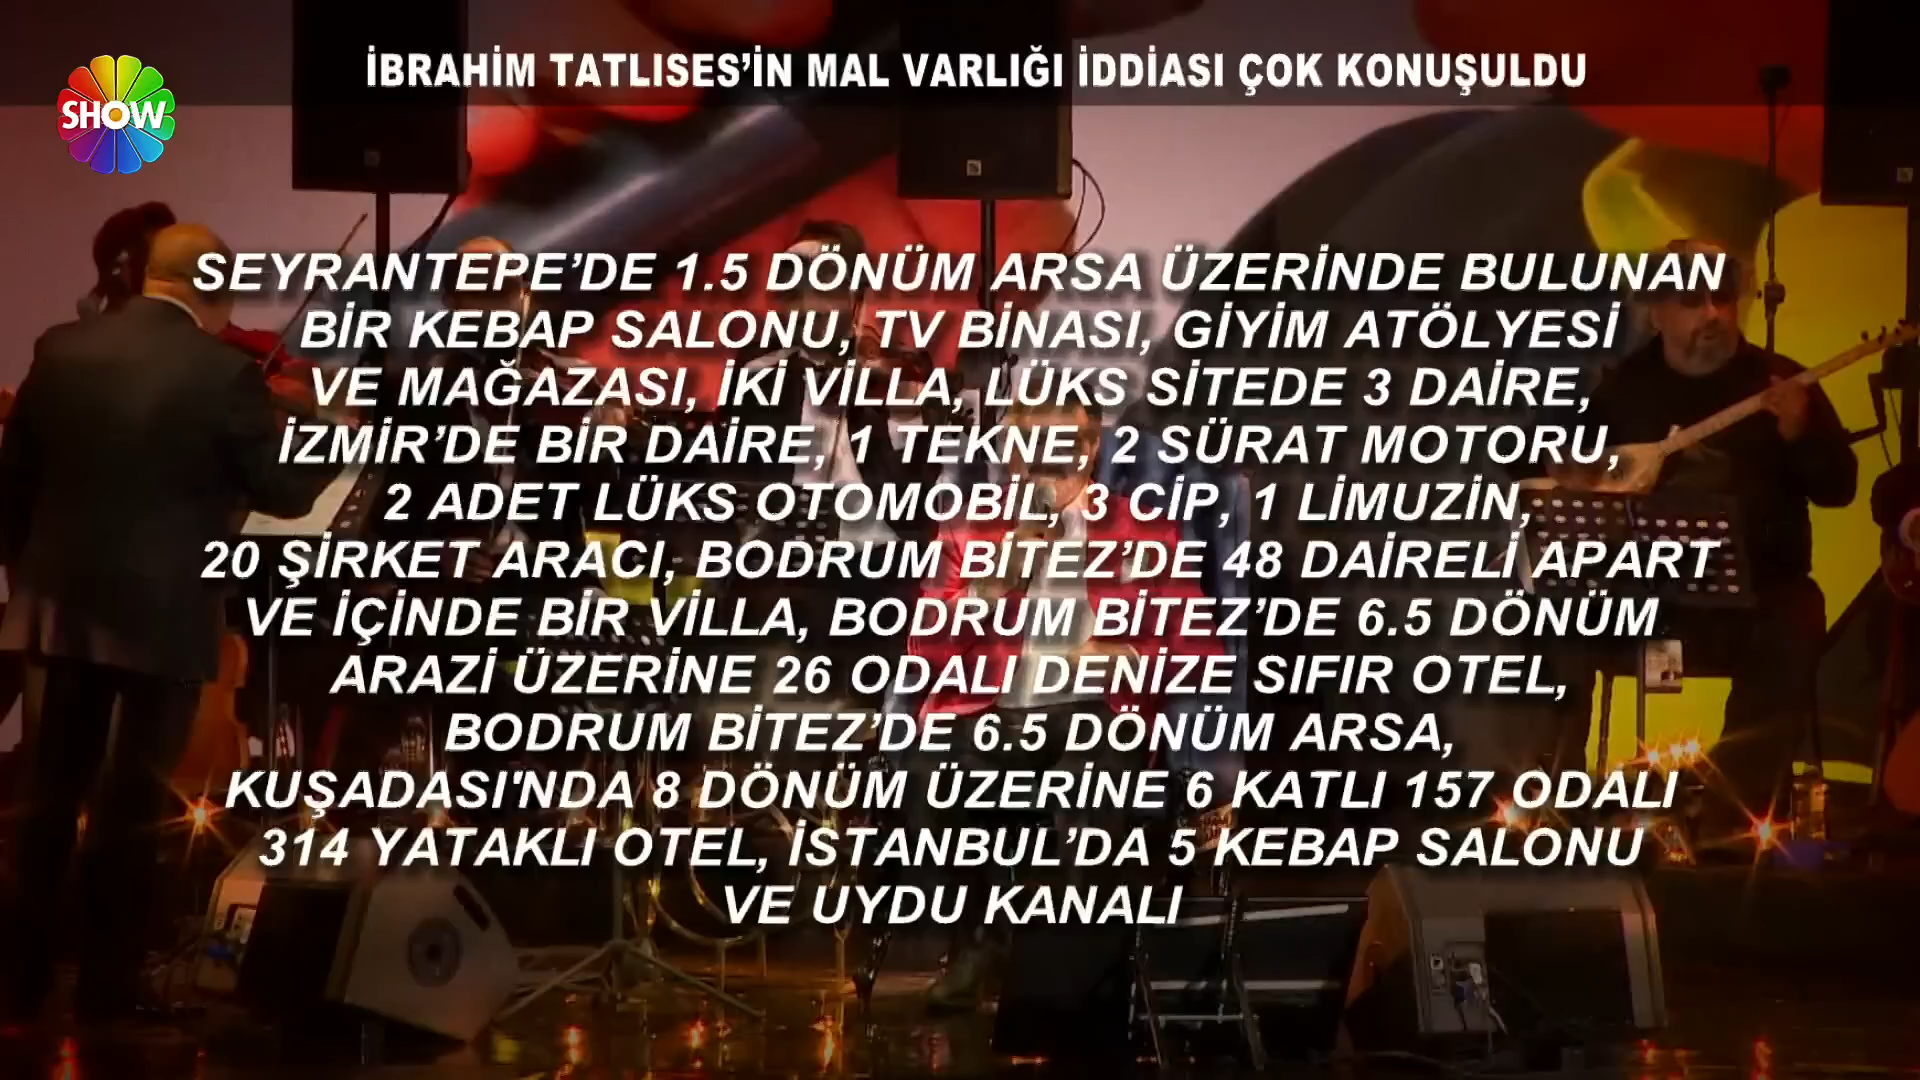 İBRAHİM TATLISES’İN MAL VARLIĞI İDDİASI ÇOK KONUŞULDU
SHOW
SEYRANTEPE’DE 1.5 DÖNÜM ARSA ÜZERİNDE BULUNAN
BİR KEBAP SALONU, TV BİNASI, GİYİM ATÖLYESİ
VE MAĞAZASI, İKİ VİLLA, LÜKS SİTEDE 3 DAİRE,
İZMİR’DE BİR DAİRE, 1 TEKNE, 2 SÜRAT MOTORU,
2 ADET LÜKS OTOMOBİL, 3 CİP, 1 LİMUZİN,
20 ŞİRKET ARACI, BODRUM BİTEZ’DE 48 DAİRELİ APART
VE İÇİNDE BİR VİLLA, BODRUM BİTEZ’DE 6.5 DÖNÜM
ARAZİ ÜZERİNE 26 ODALI DENİZE SIFIR OTEL,
BODRUM BİTEZ’DE 6.5 DÖNÜM ARSA,
KUŞADASI'NDA 8 DÖNÜM ÜZERİNE 6 KATLI 157 ODALI
314 YATAKLI OTEL, İSTANBUL’DA 5 KEBAP SALONU
VE UYDU KANALI